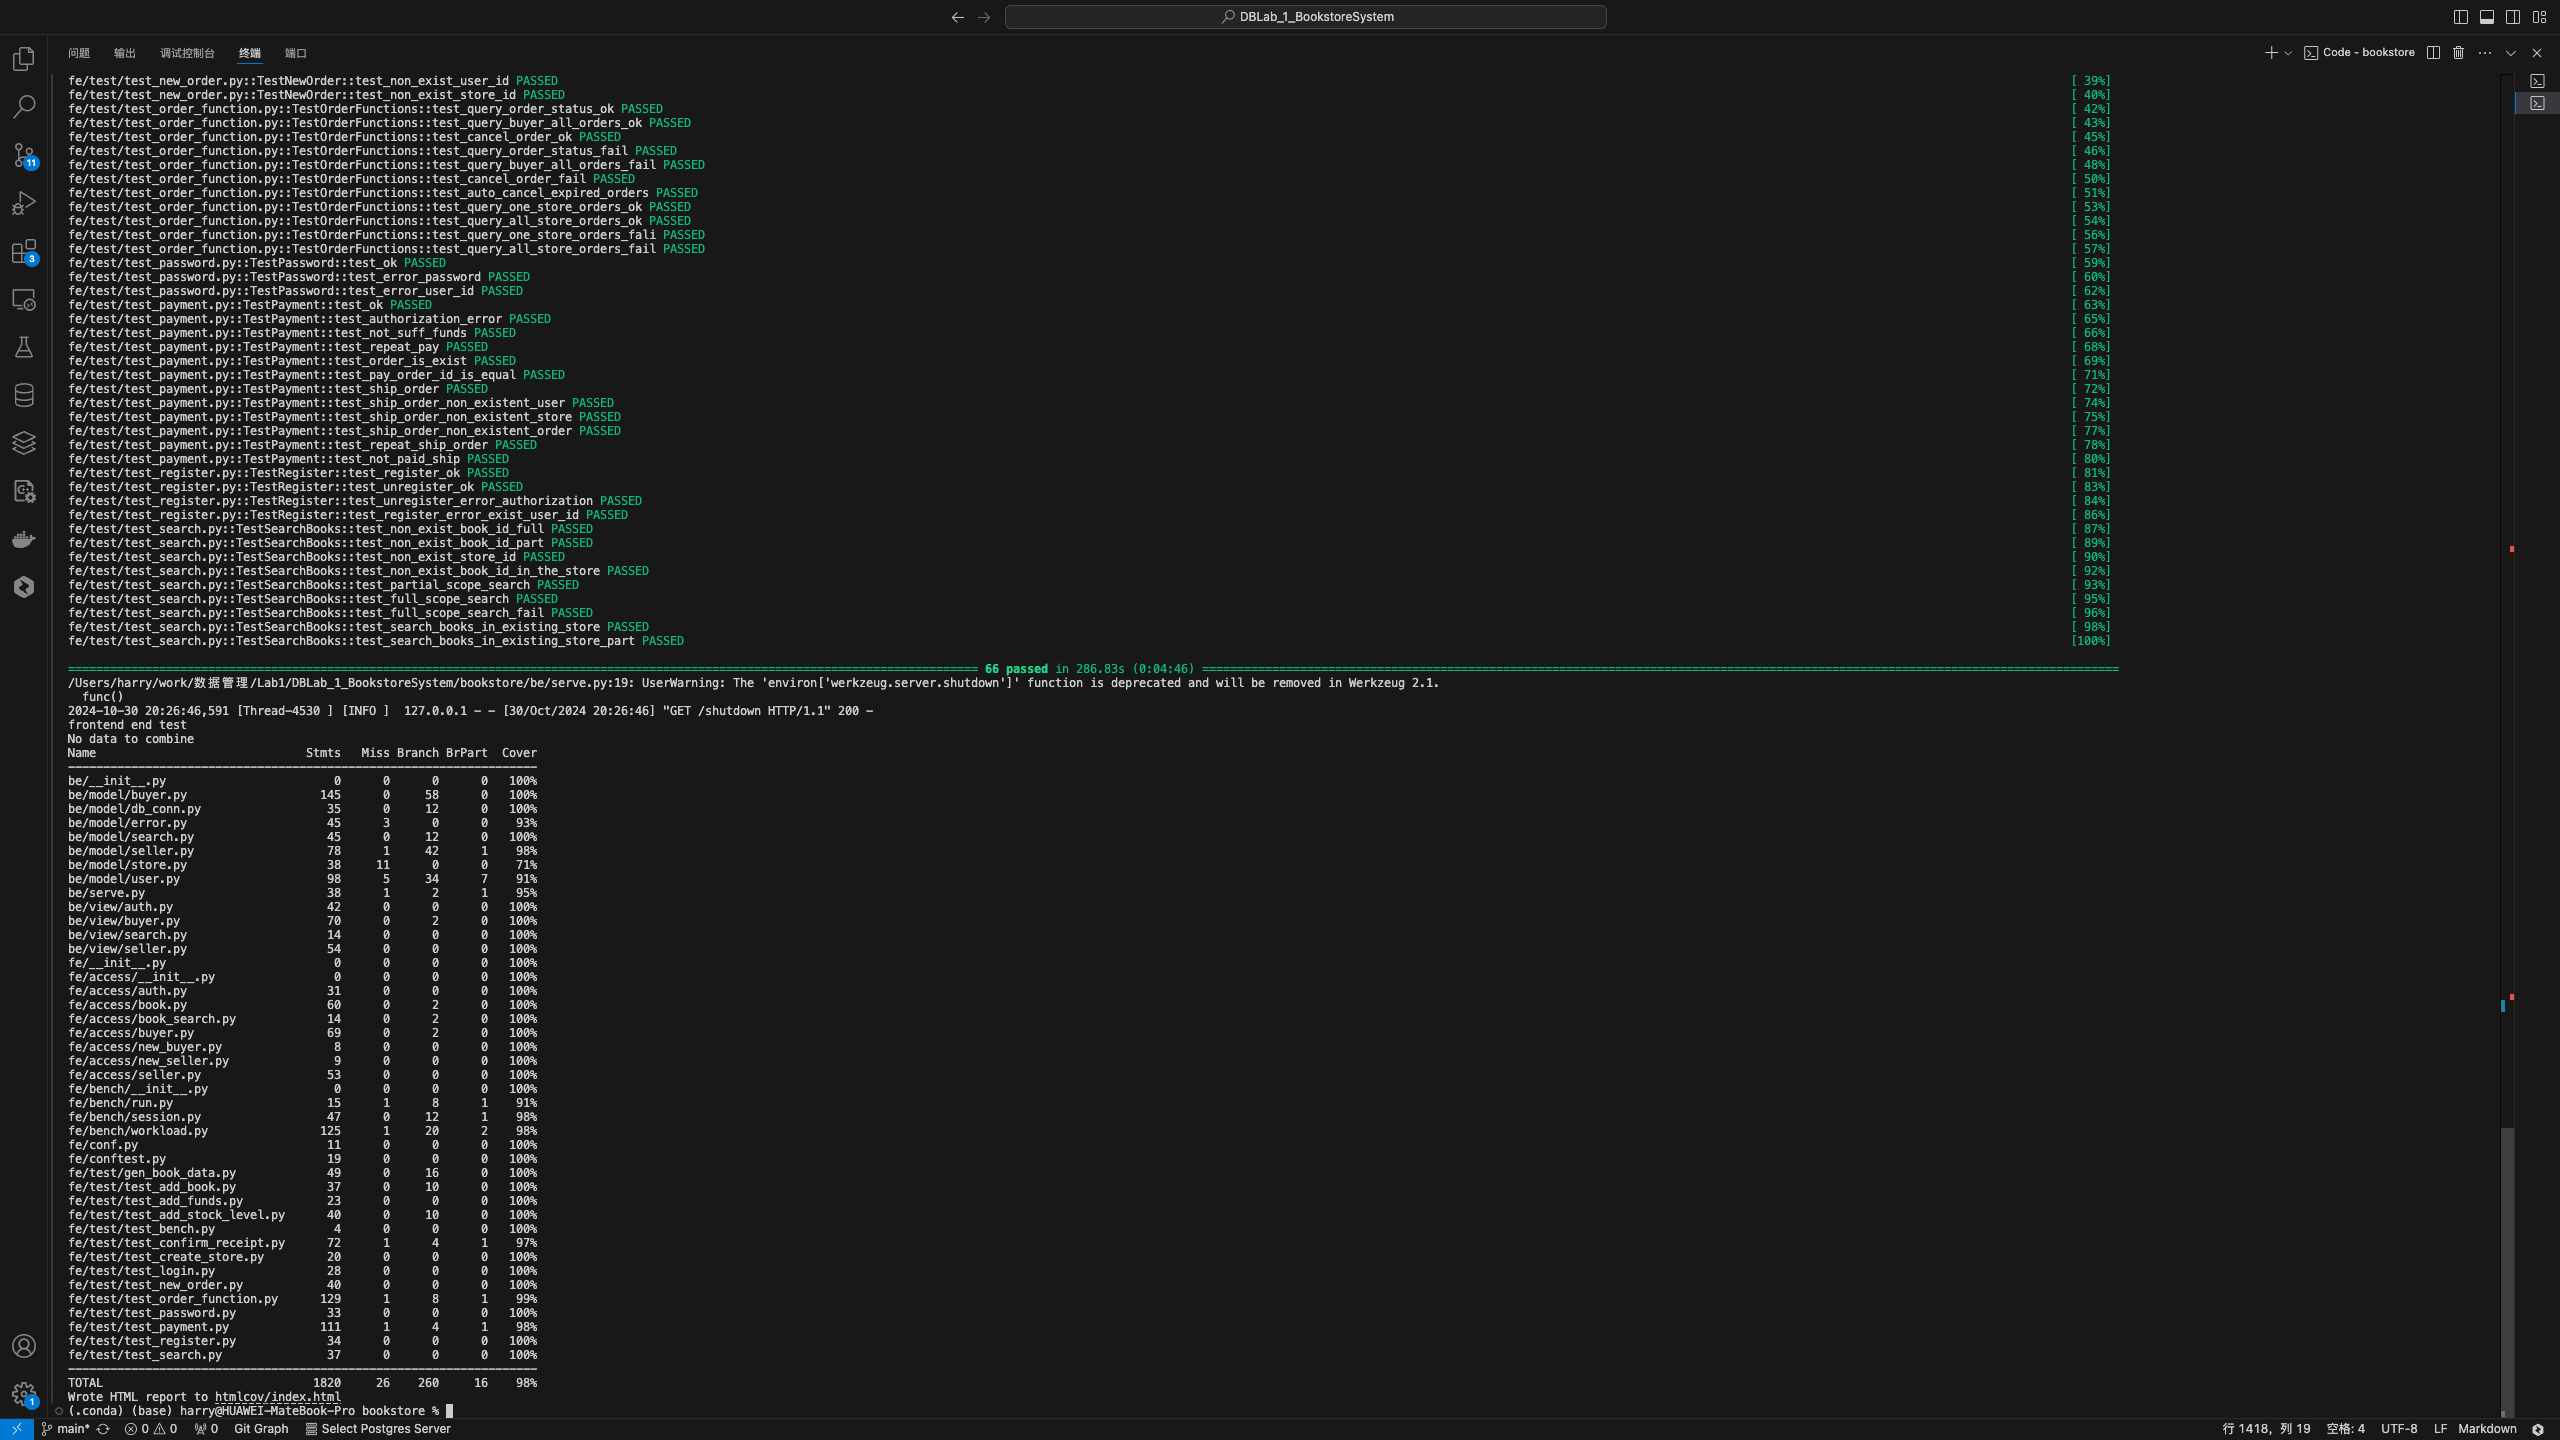 DBLab_1_BookstoreSystem
问题 输出 调试控制台 终端 端口
Code - bookstore
fe/test/test_new_order.py::TestNewOrder::test_non_exist_user_id PASSED [ 39%]
fe/test/test_new_order.py::TestNewOrder::test_non_exist_store_id PASSED [ 40%]
fe/test/test_order_function.py::TestOrderFunctions::test_query_order_status_ok PASSED [ 42%]
fe/test/test_order_function.py::TestOrderFunctions::test_query_buyer_all_orders_ok PASSED [ 43%]
fe/test/test_order_function.py::TestOrderFunctions::test_cancel_order_ok PASSED [ 45%]
fe/test/test_order_function.py::TestOrderFunctions::test_query_order_status_fail PASSED [ 46%]
fe/test/test_order_function.py::TestOrderFunctions::test_query_buyer_all_orders_fail PASSED [ 48%]
fe/test/test_order_function.py::TestOrderFunctions::test_cancel_order_fail PASSED [ 50%]
fe/test/test_order_function.py::TestOrderFunctions::test_auto_cancel_expired_orders PASSED [ 51%]
fe/test/test_order_function.py::TestOrderFunctions::test_query_one_store_orders_ok PASSED [ 53%]
fe/test/test_order_function.py::TestOrderFunctions::test_query_all_store_orders_ok PASSED [ 54%]
fe/test/test_order_function.py::TestOrderFunctions::test_query_one_store_orders_fali PASSED [ 56%]
fe/test/test_order_function.py::TestOrderFunctions::test_query_all_store_orders_fail PASSED [ 57%]
fe/test/test_password.py::TestPassword::test_ok PASSED [ 59%]
fe/test/test_password.py::TestPassword::test_error_password PASSED [ 60%]
fe/test/test_password.py::TestPassword::test_error_user_id PASSED [ 62%]
fe/test/test_payment.py::TestPayment::test_ok PASSED [ 63%]
fe/test/test_payment.py::TestPayment::test_authorization_error PASSED [ 65%]
fe/test/test_payment.py::TestPayment::test_not_suff_funds PASSED [ 66%]
fe/test/test_payment.py::TestPayment::test_repeat_pay PASSED [ 68%]
fe/test/test_payment.py::TestPayment::test_order_is_exist PASSED [ 69%]
fe/test/test_payment.py::TestPayment::test_pay_order_id_is_equal PASSED [ 71%]
fe/test/test_payment.py::TestPayment::test_ship_order PASSED [ 72%]
fe/test/test_payment.py::TestPayment::test_ship_order_non_existent_user PASSED [ 74%]
fe/test/test_payment.py::TestPayment::test_ship_order_non_existent_store PASSED [ 75%]
fe/test/test_payment.py::TestPayment::test_ship_order_non_existent_order PASSED [ 77%]
fe/test/test_payment.py::TestPayment::test_repeat_ship_order PASSED [ 78%]
fe/test/test_payment.py::TestPayment::test_not_paid_ship PASSED [ 80%]
fe/test/test_register.py::TestRegister::test_register_ok PASSED [ 81%]
fe/test/test_register.py::TestRegister::test_unregister_ok PASSED [ 83%]
fe/test/test_register.py::TestRegister::test_unregister_error_authorization PASSED [ 84%]
fe/test/test_register.py::TestRegister::test_register_error_exist_user_id PASSED [ 86%]
fe/test/test_search.py::TestSearchBooks::test_non_exist_book_id_full PASSED [ 87%]
fe/test/test_search.py::TestSearchBooks::test_non_exist_book_id_part PASSED [ 89%]
fe/test/test_search.py::TestSearchBooks::test_non_exist_store_id PASSED [ 90%]
fe/test/test_search.py::TestSearchBooks::test_non_exist_book_id_in_the_store PASSED [ 92%]
fe/test/test_search.py::TestSearchBooks::test_partial_scope_search PASSED [ 93%]
fe/test/test_search.py::TestSearchBooks::test_full_scope_search PASSED [ 95%]
fe/test/test_search.py::TestSearchBooks::test_full_scope_search_fail PASSED [ 96%]
fe/test/test_search.py::TestSearchBooks::test_search_books_in_existing_store PASSED [ 98%]
fe/test/test_search.py::TestSearchBooks::test_search_books_in_existing_store_part PASSED [100%]
66 passed in 286.83s (0:04:46)
/Users/harry/work/数据管理/Lab1/DBLab_1_BookstoreSystem/bookstore/be/serve.py:19: UserWarning: The 'environ['werkzeug.server.shutdown']' function is deprecated and will be removed in Werkzeug 2.1.
func()
2024-10-30 20:26:46,591 [Thread-4530 ] [INFO ]  127.0.0.1 - - [30/Oct/2024 20:26:46] "GET /shutdown HTTP/1.1" 200 -
frontend end test
No data to combine
Name Stmts Miss Branch BrPart Cover
be/__init__.py 0 0 0 0 100%
be/model/buyer.py 145 0 58 0 100%
be/model/db_conn.py 35 0 12 0 100%
be/model/error.py 45 3 0 0 93%
be/model/search.py 45 0 12 0 100%
be/model/seller.py 78 1 42 1 98%
be/model/store.py 38 11 0 0 71%
be/model/user.py 98 5 34 7 91%
be/serve.py 38 1 2 1 95%
be/view/auth.py 42 0 0 0 100%
be/view/buyer.py 70 0 2 0 100%
be/view/search.py 14 0 0 0 100%
be/view/seller.py 54 0 0 0 100%
fe/__init__.py 0 0 0 0 100%
fe/access/__init__.py 0 0 0 0 100%
fe/access/auth.py 31 0 0 0 100%
fe/access/book.py 60 0 2 0 100%
fe/access/book_search.py 14 0 2 0 100%
fe/access/buyer.py 69 0 2 0 100%
fe/access/new_buyer.py 8 0 0 0 100%
fe/access/new_seller.py 9 0 0 0 100%
fe/access/seller.py 53 0 0 0 100%
fe/bench/__init__.py 0 0 0 0 100%
fe/bench/run.py 15 1 8 1 91%
fe/bench/session.py 47 0 12 1 98%
fe/bench/workload.py 125 1 20 2 98%
fe/conf.py 11 0 0 0 100%
fe/conftest.py 19 0 0 0 100%
fe/test/gen_book_data.py 49 0 16 0 100%
fe/test/test_add_book.py 37 0 10 0 100%
fe/test/test_add_funds.py 23 0 0 0 100%
fe/test/test_add_stock_level.py 40 0 10 0 100%
fe/test/test_bench.py 4 0 0 0 100%
fe/test/test_confirm_receipt.py 72 1 4 1 97%
fe/test/test_create_store.py 20 0 0 0 100%
fe/test/test_login.py 28 0 0 0 100%
fe/test/test_new_order.py 40 0 0 0 100%
fe/test/test_order_function.py 129 1 8 1 99%
fe/test/test_password.py 33 0 0 0 100%
fe/test/test_payment.py 111 1 4 1 98%
fe/test/test_register.py 34 0 0 0 100%
fe/test/test_search.py 37 0 0 0 100%
TOTAL 1820 26 260 16 98%
Wrote HTML report to htmlcov/index.html
(.conda) (base) harry@HUAWEI-MateBook-Pro bookstore %
11
3
1
main* 0 0 0 Git Graph Select Postgres Server 行 1418，列 19 空格: 4 UTF-8 LF Markdown